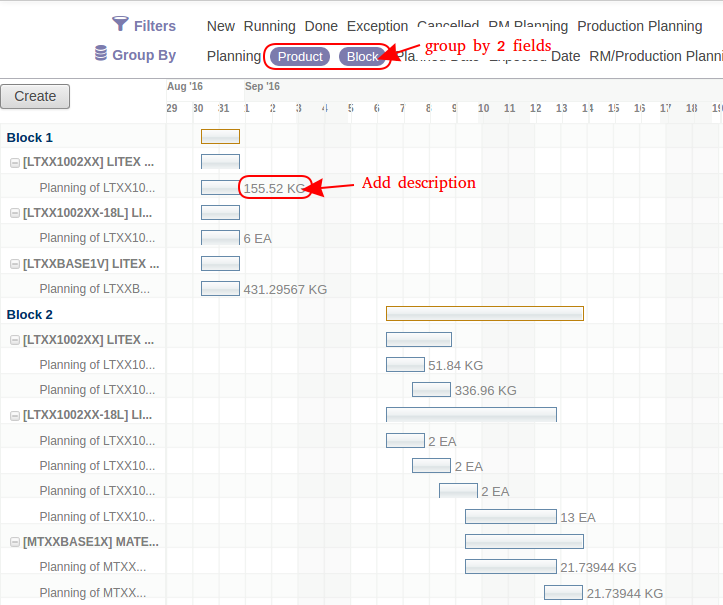 Filters New Running Done Exception Cancelled RM Planning Production Planning
Group By Planning Product Block Planned Date Expected Date RM/Production
group by 2 fields
Create
Aug '16 Sep '16
29 30 31 1 2 3 4 5 6 7 8 9 10 11 12 13 14 15 16 17 18 19
Block 1
[LTXX1002XX] LITEX ...
Planning of LTXX10... 155.52 KG
Add description
[LTXX1002XX-18L] LI...
Planning of LTXX10... 6 EA
[LTXXBASE1V] LITEX ...
Planning of LTXXB... 431.29567 KG
Block 2
[LTXX1002XX] LITEX ...
Planning of LTXX10... 51.84 KG
Planning of LTXX10... 336.96 KG
[LTXX1002XX-18L] LI...
Planning of LTXX10... 2 EA
Planning of LTXX10... 2 EA
Planning of LTXX10... 2 EA
Planning of LTXX10... 13 EA
[MTXXBASE1X] MATE...
Planning of MTXX... 21.73944 KG
Planning of MTXX... 21.73944 KG